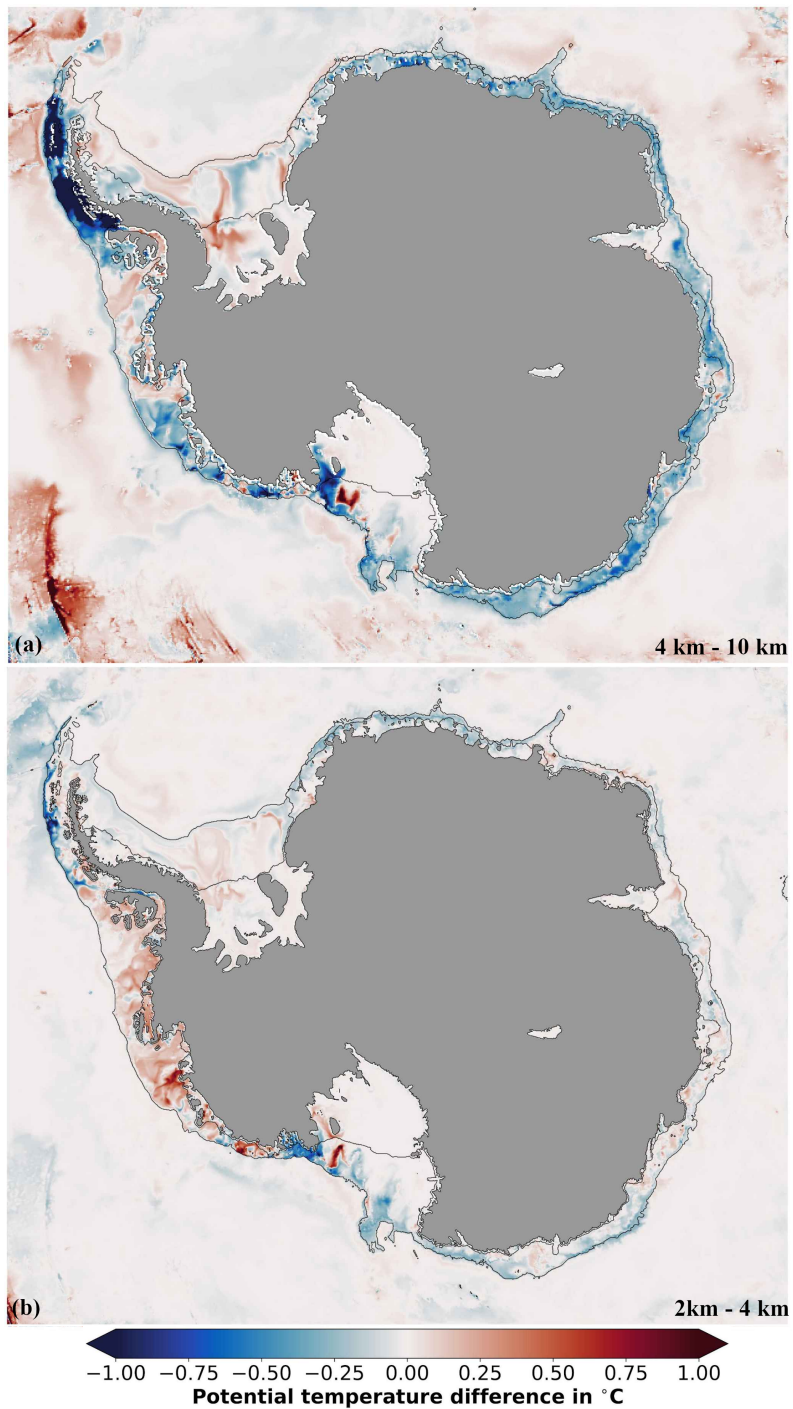 (a)
4 km - 10 km
(b)
2km - 4 km
−1.00 −0.75 −0.50 −0.25 0.00 0.25 0.50 0.75 1.00
Potential temperature difference in °C